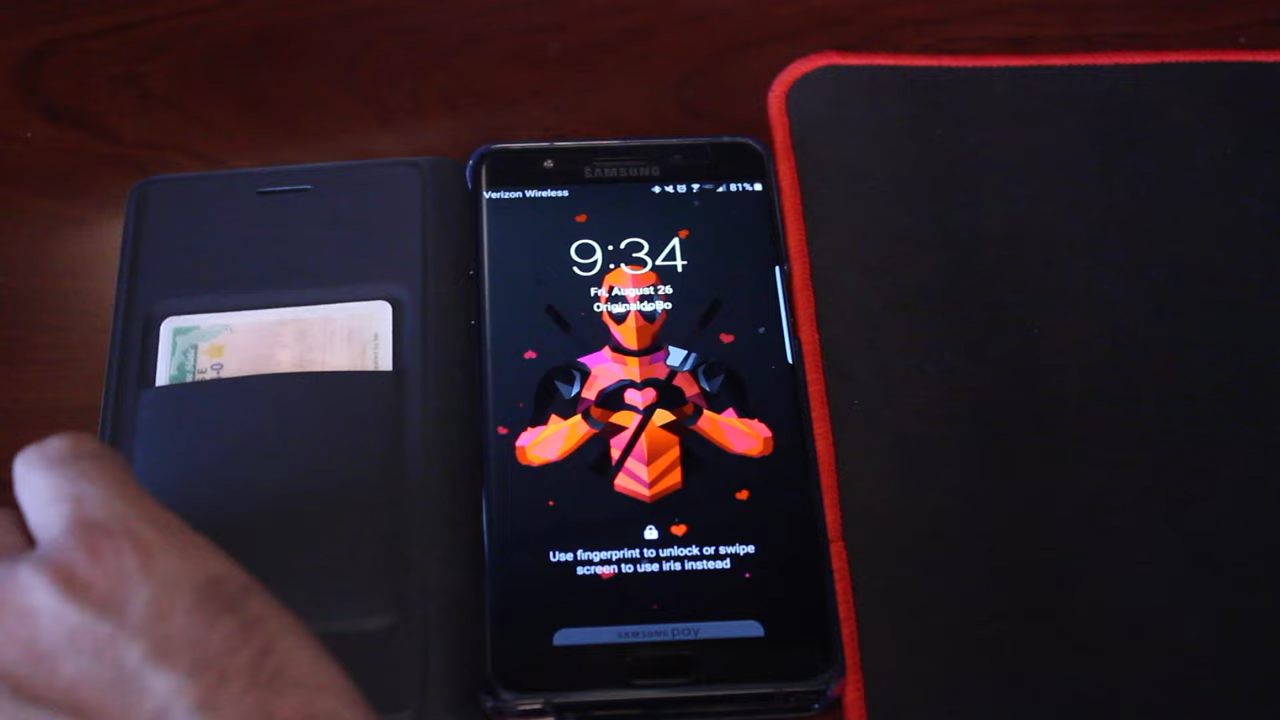 SAMSUNG
Verizon Wireless
81%
9:34
Fri, August 26
OriginaldoBo
Use fingerprint to unlock or swipe
screen to use iris instead
SAMSUNG pay